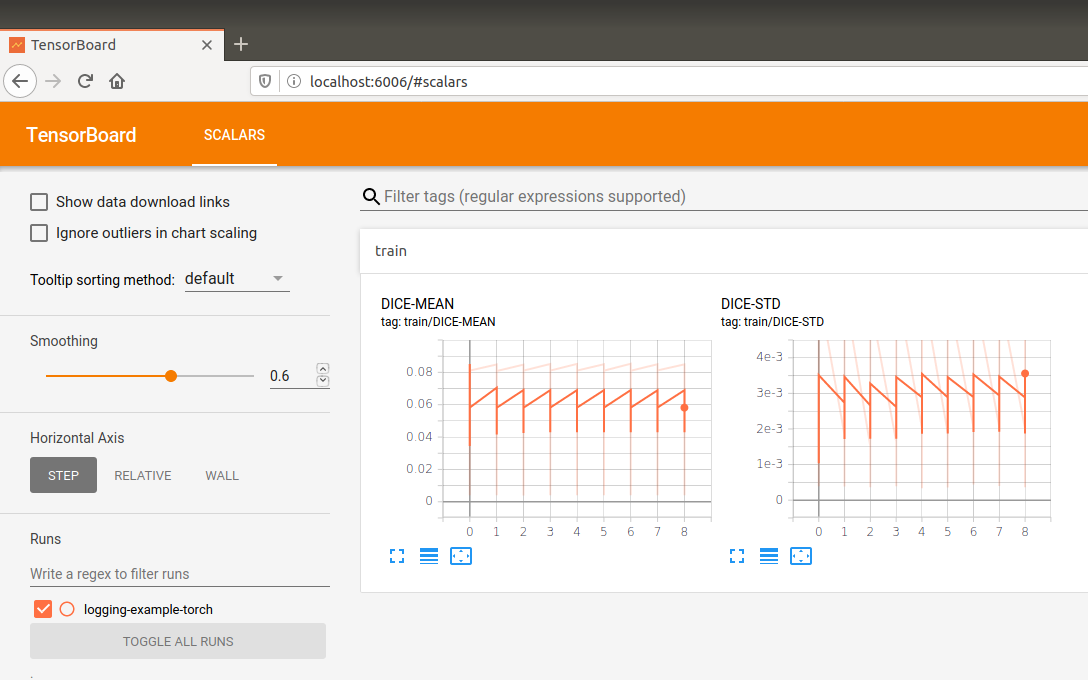 TensorBoard
localhost:6006/#scalars
TensorBoard
SCALARS
Show data download links
Ignore outliers in chart scaling
Tooltip sorting method: default
Smoothing
0.6
Horizontal Axis
STEP RELATIVE WALL
Runs
Write a regex to filter runs
logging-example-torch
TOGGLE ALL RUNS
Filter tags (regular expressions supported)
train
DICE-MEAN
tag: train/DICE-MEAN
0.08
0.06
0.04
0.02
0
0 1 2 3 4 5 6 7 8
DICE-STD
tag: train/DICE-STD
4e-3
3e-3
2e-3
1e-3
0
0 1 2 3 4 5 6 7 8